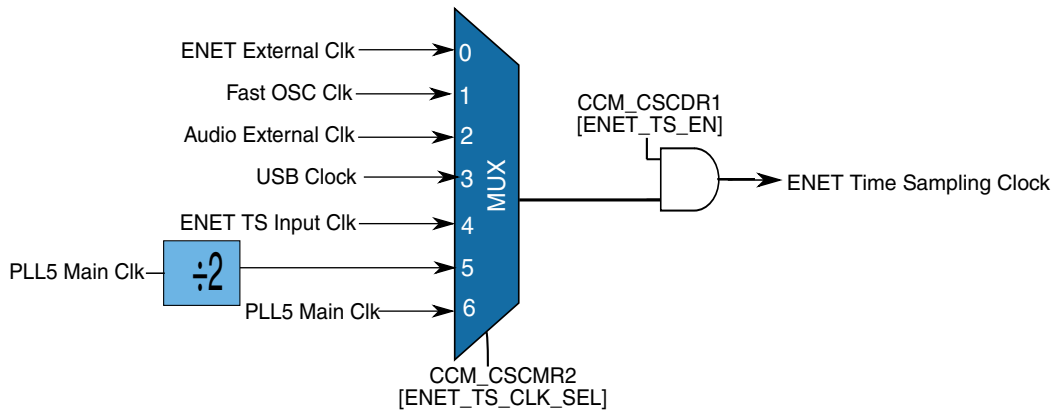 ENET External Clk
0
Fast OSC Clk
1
Audio External Clk
2
USB Clock
3
ENET TS Input Clk
4
PLL5 Main Clk
÷2
5
PLL5 Main Clk
6
MUX
CCM_CSCMR2
[ENET_TS_CLK_SEL]
CCM_CSCDR1
[ENET_TS_EN]
ENET Time Sampling Clock